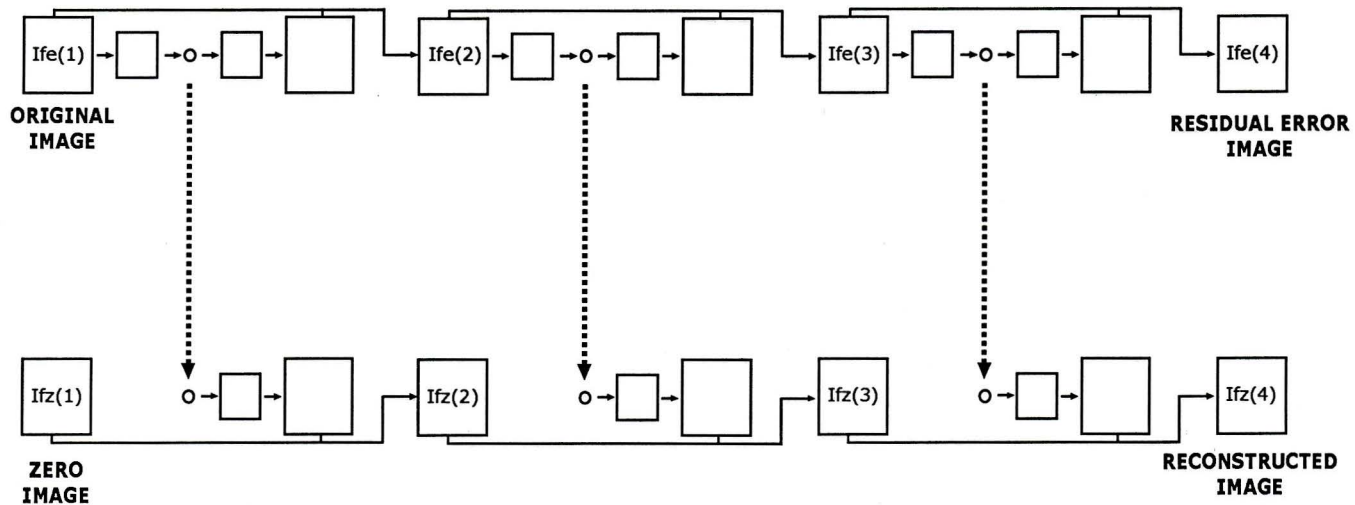 Ife(1)
Ife(2)
Ife(3)
Ife(4)
ORIGINAL
IMAGE
RESIDUAL ERROR
IMAGE
Ifz(1)
Ifz(2)
Ifz(3)
Ifz(4)
ZERO
IMAGE
RECONSTRUCTED
IMAGE